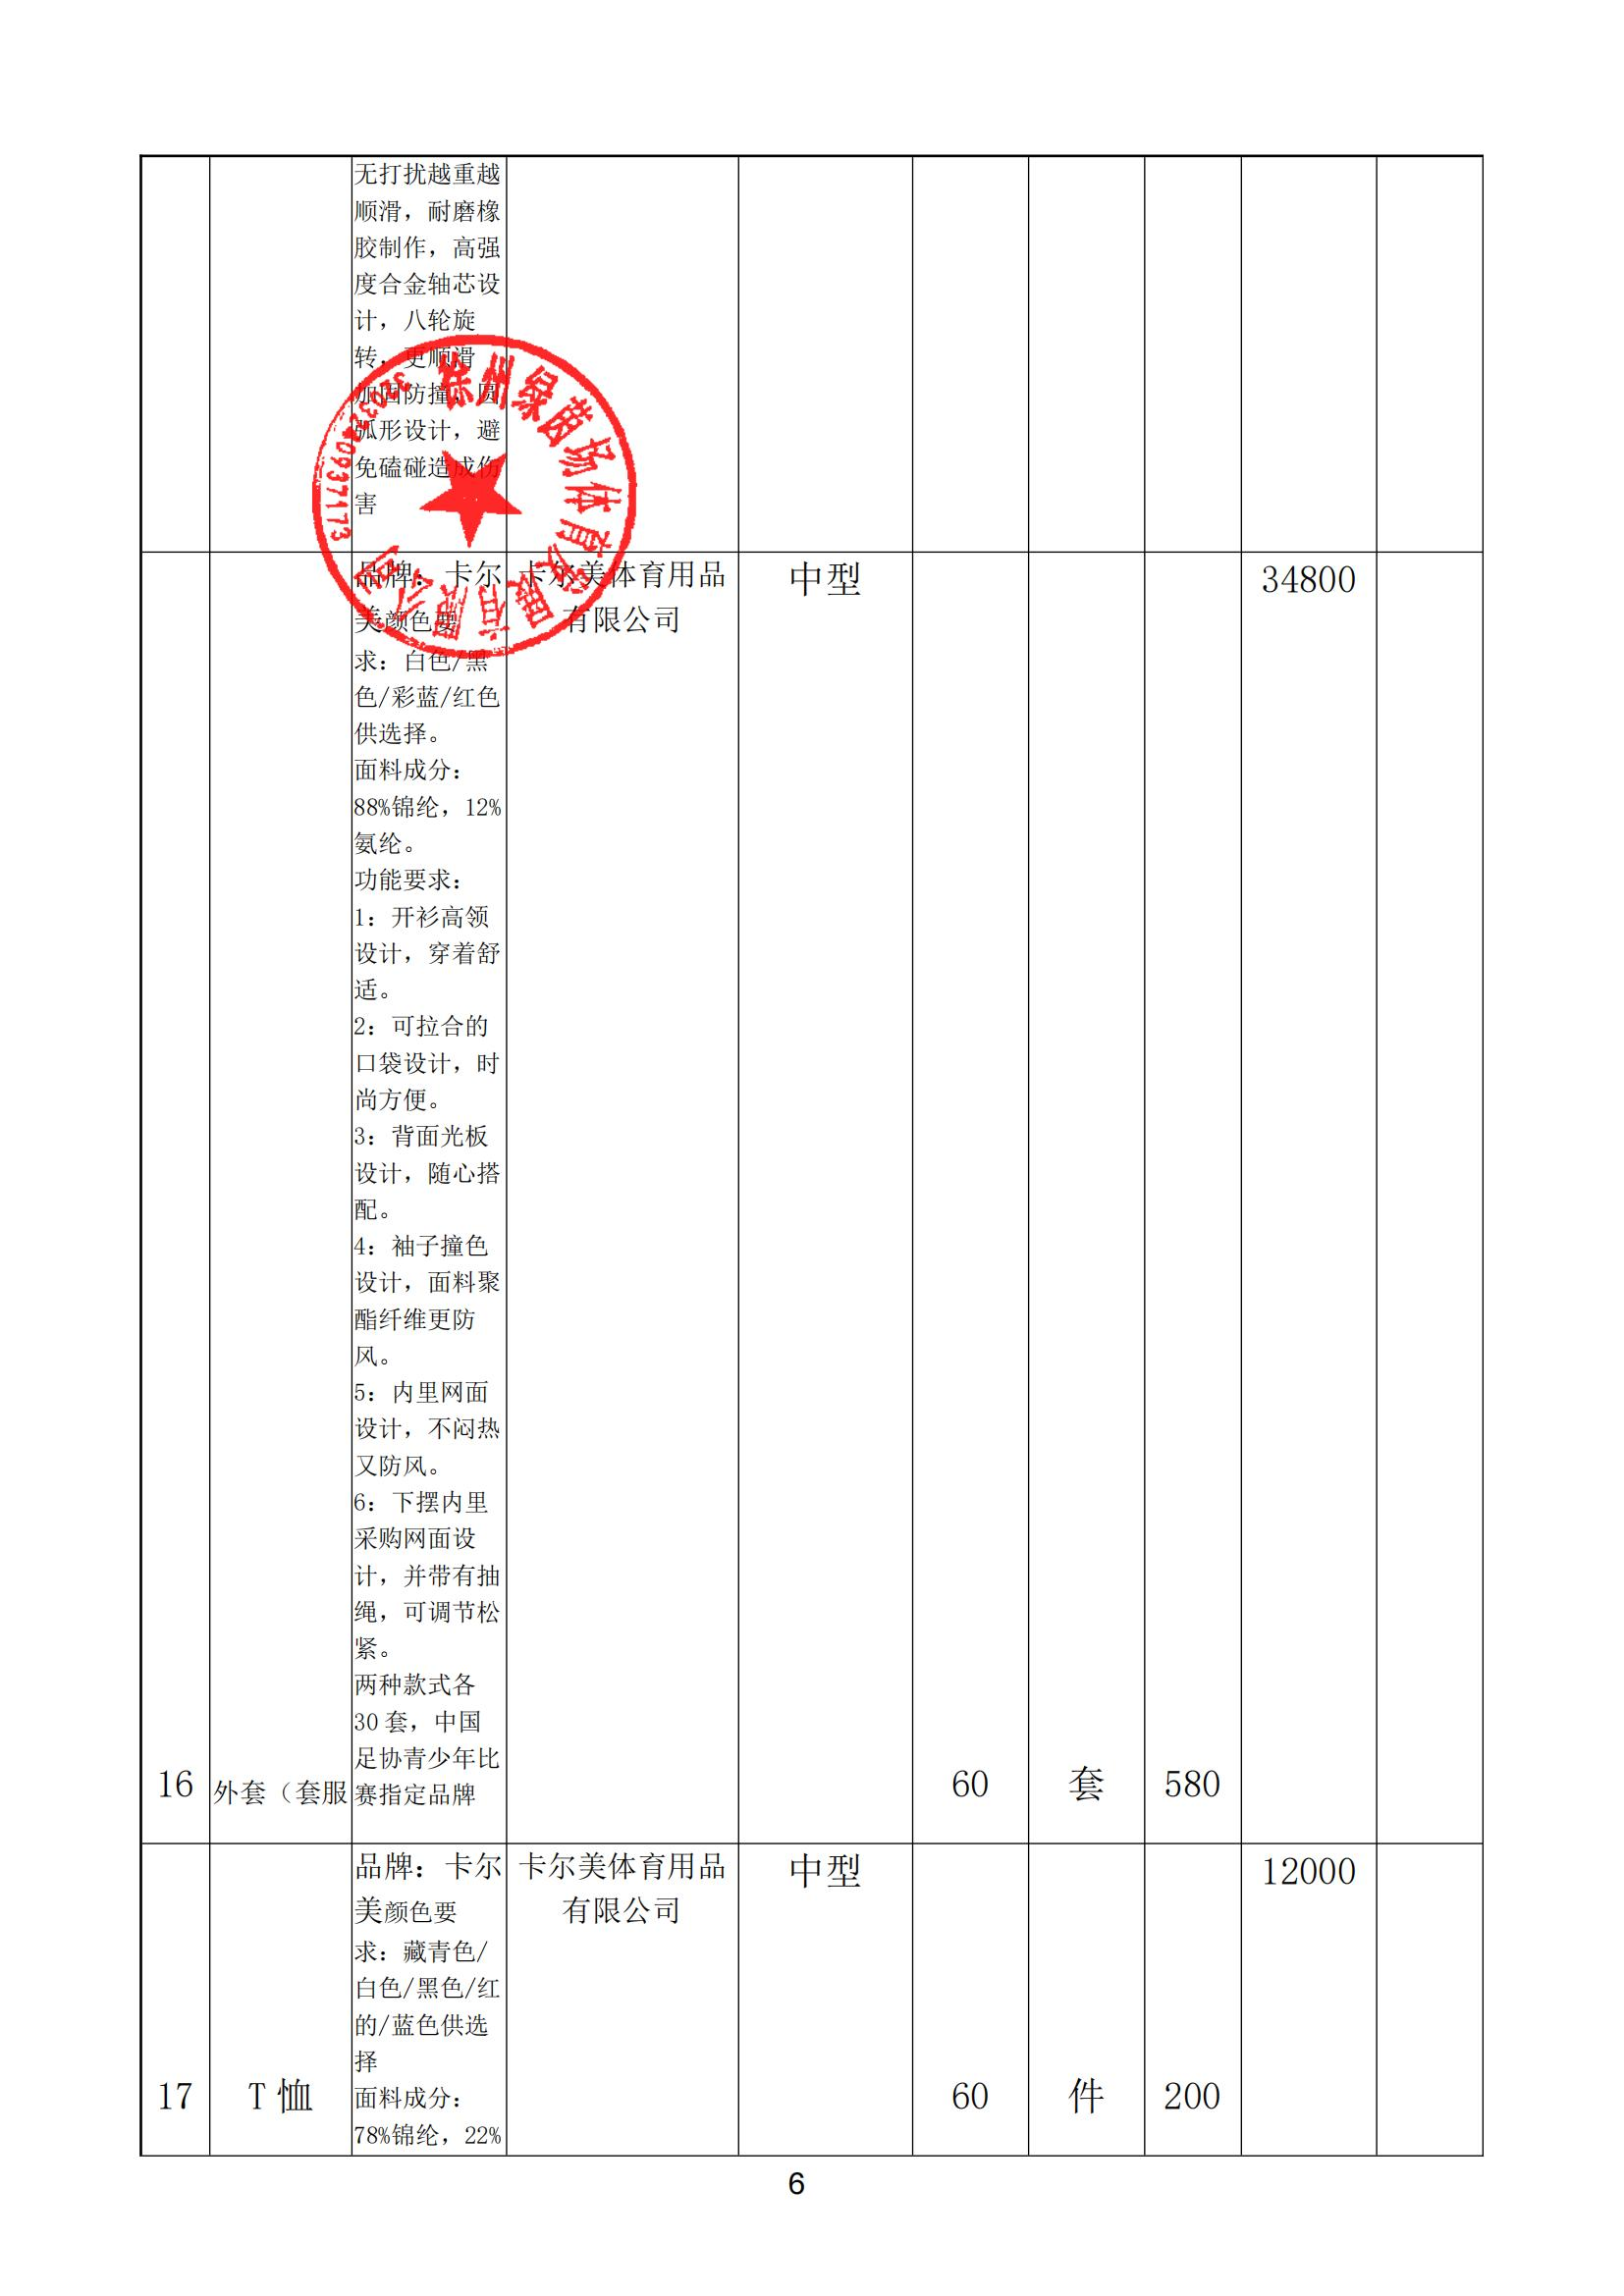 无打扰越重越
顺滑，耐磨橡
胶制作，高强
度合金轴芯设
计，八轮旋
转，更顺滑
加固防撞，圆
弧形设计，避
免磕碰造成伤
害
品牌：卡尔
美颜色要
求：白色/黑
色/彩蓝/红色
供选择。
面料成分：
88%锦纶，12%
氨纶。
功能要求：
1：开衫高领
设计，穿着舒
适。
2：可拉合的
口袋设计，时
尚方便。
3：背面光板
设计，随心搭
配。
4：袖子撞色
设计，面料聚
酯纤维更防
风。
5：内里网面
设计，不闷热
又防风。
6：下摆内里
采购网面设
计，并带有抽
绳，可调节松
紧。
两种款式各
30 套，中国
足协青少年比
赛指定品牌
卡尔美体育用品
有限公司
中型
34800
16
外套（套服
60
套
580
品牌：卡尔
美颜色要
求：藏青色/
白色/黑色/红
的/蓝色供选
择
面料成分：
78%锦纶，22%
卡尔美体育用品
有限公司
中型
12000
17
T 恤
60
件
200
6